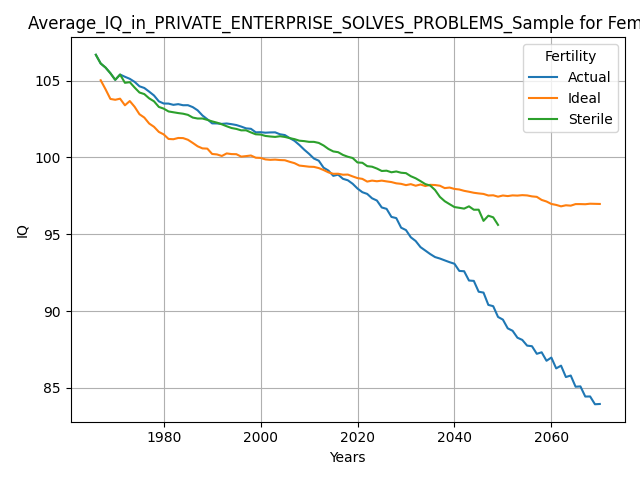 Average_IQ_in_PRIVATE_ENTERPRISE_SOLVES_PROBLEMS_Sample for Fem
Fertility
Actual
Ideal
Sterile
105
100
95
90
85
IQ
1980
2000
2020
2040
2060
Years